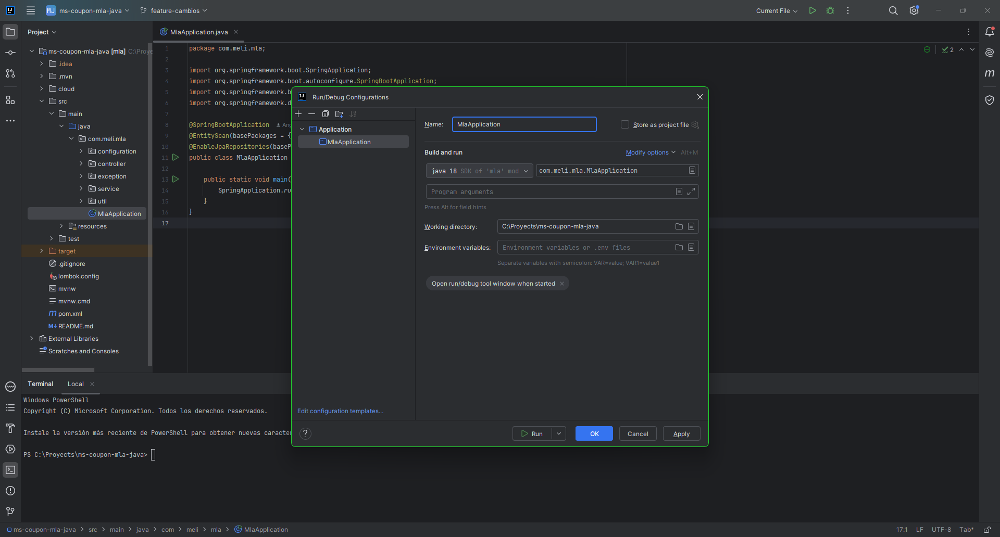 MJ ms-coupon-mla-java feature-cambios Current File
Project
ms-coupon-mla-java [mla] C:\Proye
.idea
.mvn
cloud
src
main
java
com.meli.mla
configuration
controller
exception
service
util
MlaApplication
resources
test
target
.gitignore
lombok.config
mvnw
mvnw.cmd
m pom.xml
M↓ README.md
External Libraries
Scratches and Consoles
MlaApplication.java
1 package com.meli.mla;
2
3 import org.springframework.boot.SpringApplication;
4 import org.springframework.boot.autoconfigure.SpringBootApplication;
5 import org.springframework.b
6 import org.springframework.d
7
8 @SpringBootApplication Ang
9 @EntityScan(basePackages = {
10 @EnableJpaRepositories(baseP
11 public class MlaApplication
12
13 public static void main(
14 SpringApplication.ru
15 }
16 }
17
2
m
Run/Debug Configurations
Application
MlaApplication
Edit configuration templates...
Name: MlaApplication Store as project file
Build and run Modify options Alt+M
java 18 SDK of 'mla' mod com.meli.mla.MlaApplication
Program arguments
Press Alt for field hints
Working directory: C:\Proyects\ms-coupon-mla-java
Environment variables: Environment variables or .env files
Separate variables with semicolon: VAR=value; VAR1=value1
Open run/debug tool window when started
? Run OK Cancel Apply
Terminal Local
Windows PowerShell
Copyright (C) Microsoft Corporation. Todos los derechos reservados.
Instale la versión más reciente de PowerShell para obtener nuevas caracter
PS C:\Proyects\ms-coupon-mla-java>
ms-coupon-mla-java > src > main > java > com > meli > mla > MlaApplication 17:1 LF UTF-8 Tab*